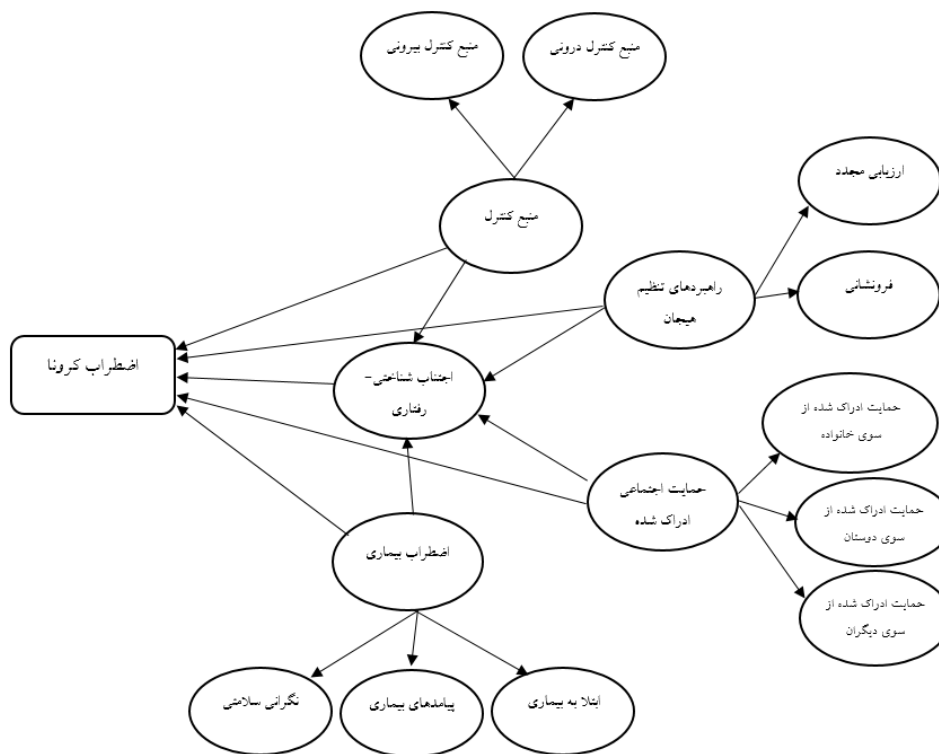 منبع کنترل درونی
منبع کنترل بیرونی
ارزیابی مجدد
منبع کنترل
راهبردهای تنظیم
هیجان
فرونشانی
اضطراب کرونا
اجتناب شناختی-
رفتاری
حمایت ادراک شده از
سوی خانواده
حمایت اجتماعی
ادراک شده
حمایت ادراک شده از
سوی دوستان
اضطراب بیماری
حمایت ادراک شده از
سوی دیگران
ابتلا به بیماری
پیامدهای بیماری
نگرانی سلامتی